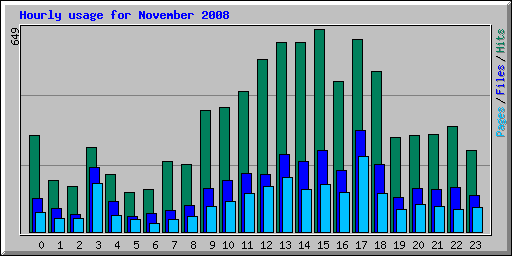 Hourly usage for November 2008
649
Pages/Files/Hits
0 1 2 3 4 5 6 7 8 9 10 11 12 13 14 15 16 17 18 19 20 21 22 23